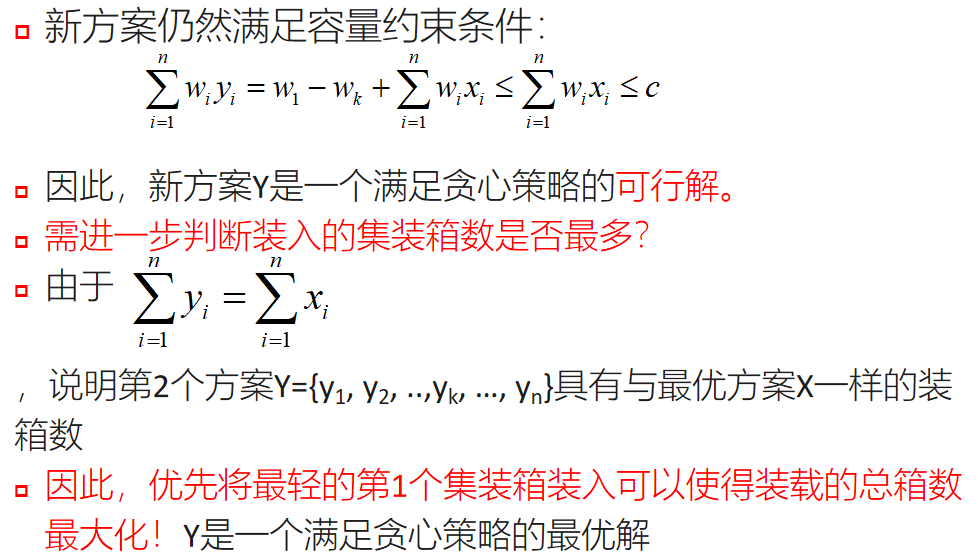 新方案仍然满足容量约束条件：
$\sum_{i=1}^{n} w_i y_i = w_1 - w_k + \sum_{i=1}^{n} w_i x_i \leq \sum_{i=1}^{n} w_i x_i \leq c$
因此，新方案Y是一个满足贪心策略的可行解。
需进一步判断装入的集装箱数是否最多？
由于 $\sum_{i=1}^{n} y_i = \sum_{i=1}^{n} x_i$
，说明第2个方案Y={y₁, y₂, ..,yₖ, ..., yₙ}具有与最优方案X一样的装
箱数
因此，优先将最轻的第1个集装箱装入可以使得装载的总箱数
最大化！Y是一个满足贪心策略的最优解